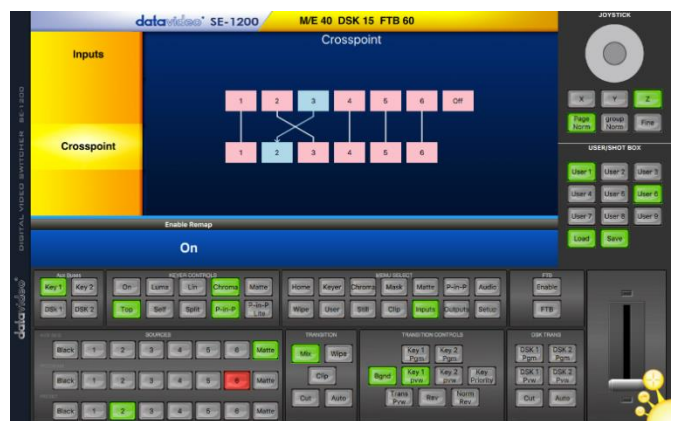 datavideo SE-1200 M/E 40 DSK 15 FTB 60
JOYSTICK
Inputs
Crosspoint
Crosspoint
1 2 3 4 5 6 Off
1 2 3 4 5 6
Enable Remap
On
DIGITAL VIDEO SWITCHER SE-1200
datavideo
X Y Z
Page Norm group Norm Fine
USER/SHOT BOX
User 1 User 2 User 3
User 4 User 5 User 6
User 7 User 8 User 9
Load Save
Aux Buses KEYER CONTROLS MENU SELECT FTB
Key 1 Key 2 On Luma Lin Chroma Matte Home Keyer Chroma Mask Matte P-in-P Audio Enable
DSK 1 DSK 2 Top Self Split P-in-P P-in-P Lite Wipe User Still Clip Inputs Outputs Setup FTB
SOURCES TRANSITION TRANSITION CONTROLS DSK TRANS
Black 1 2 3 4 5 6 Matte Mix Wipe Key 1 Pgm Key 2 Pgm DSK 1 Pgm DSK 2 Pgm
Black 1 2 3 4 5 6 Matte Clip Bgnd Key 1 pvw Key 2 pvw Key Priority DSK 1 Pvw DSK 2 Pvw
Black 1 2 3 4 5 6 Matte Cut Auto Trans Pvw Rev Norm Rev Cut Auto